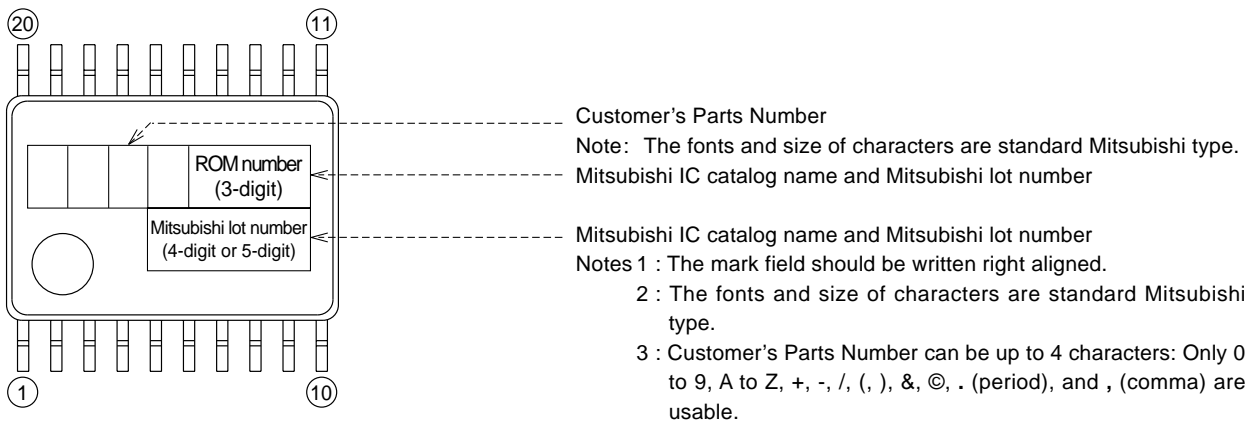 20 11
Customer's Parts Number
Note: The fonts and size of characters are standard Mitsubishi type.
ROM number
(3-digit)
Mitsubishi IC catalog name and Mitsubishi lot number
Mitsubishi lot number
(4-digit or 5-digit)
Mitsubishi IC catalog name and Mitsubishi lot number
Notes 1 : The mark field should be written right aligned.
2 : The fonts and size of characters are standard Mitsubishi
type.
3 : Customer's Parts Number can be up to 4 characters: Only 0
to 9, A to Z, +, -, /, (, ), &, ©, . (period), and , (comma) are
usable.
1 10